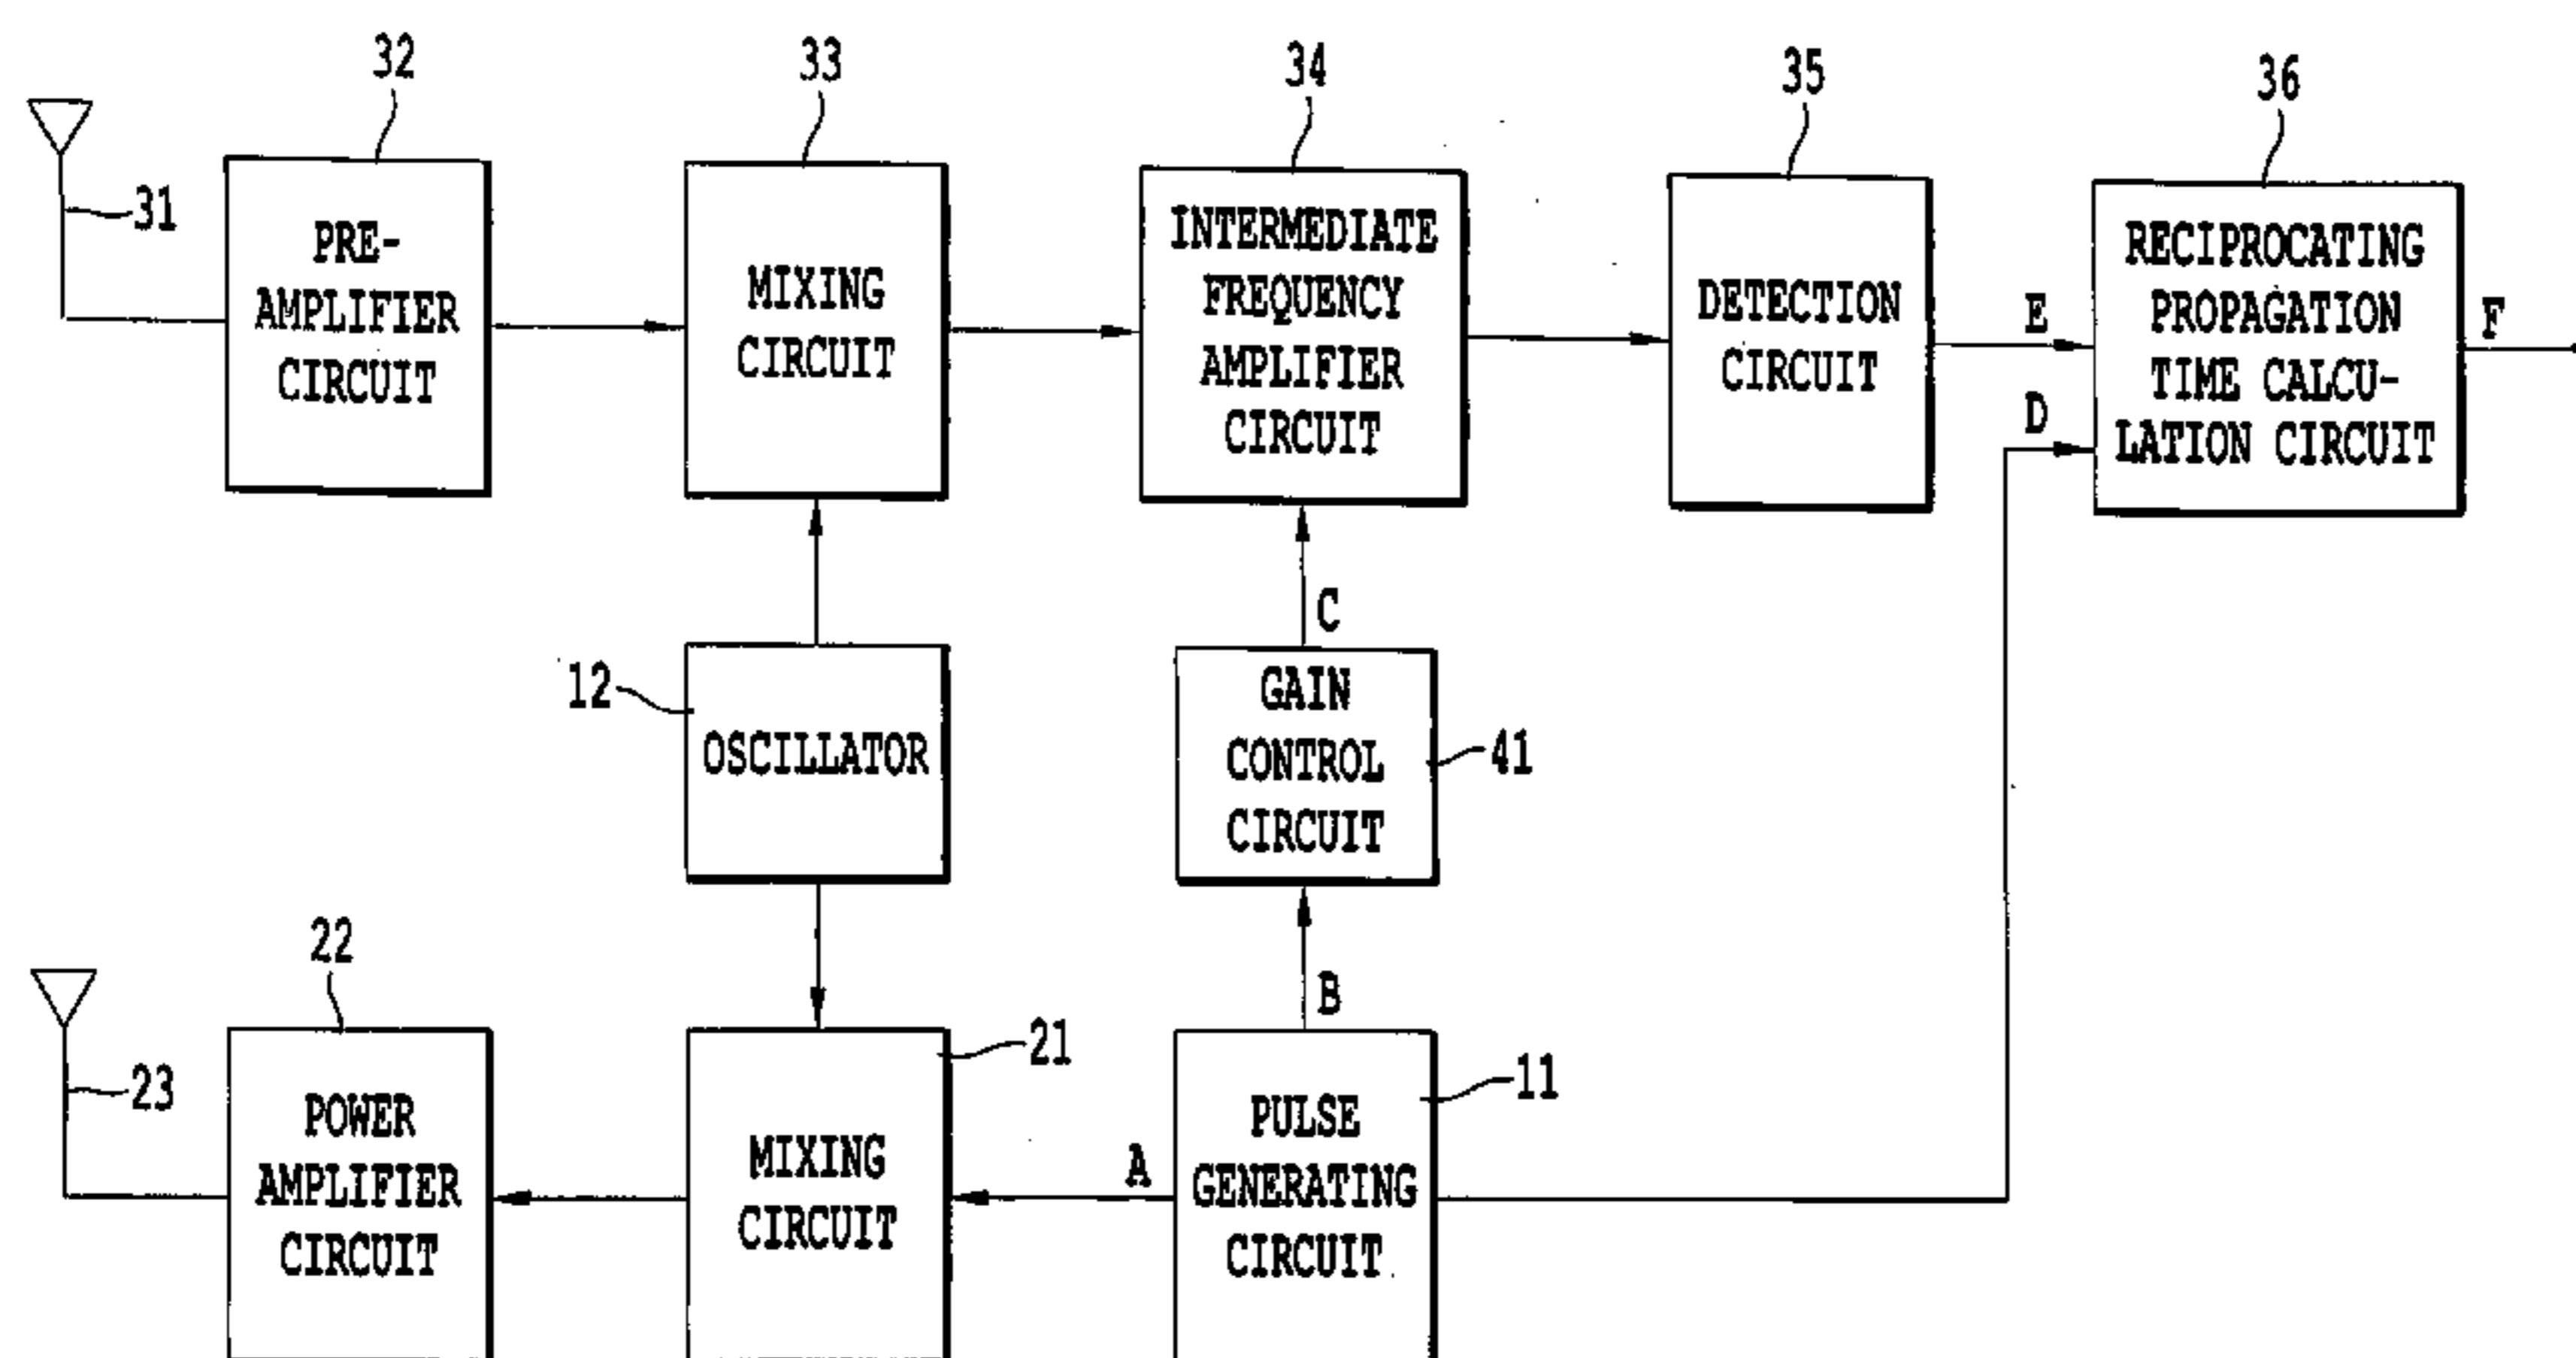 32
33
34
35
36
31
PRE-
AMPLIFIER
CIRCUIT
MIXING
CIRCUIT
INTERMEDIATE
FREQUENCY
AMPLIFIER
CIRCUIT
DETECTION
CIRCUIT
E
D
RECIPROCATING
PROPAGATION
TIME CALCU-
LATION CIRCUIT
F
C
12
OSCILLATOR
GAIN
CONTROL
CIRCUIT
41
B
22
23
POWER
AMPLIFIER
CIRCUIT
21
MIXING
CIRCUIT
A
11
PULSE
GENERATING
CIRCUIT